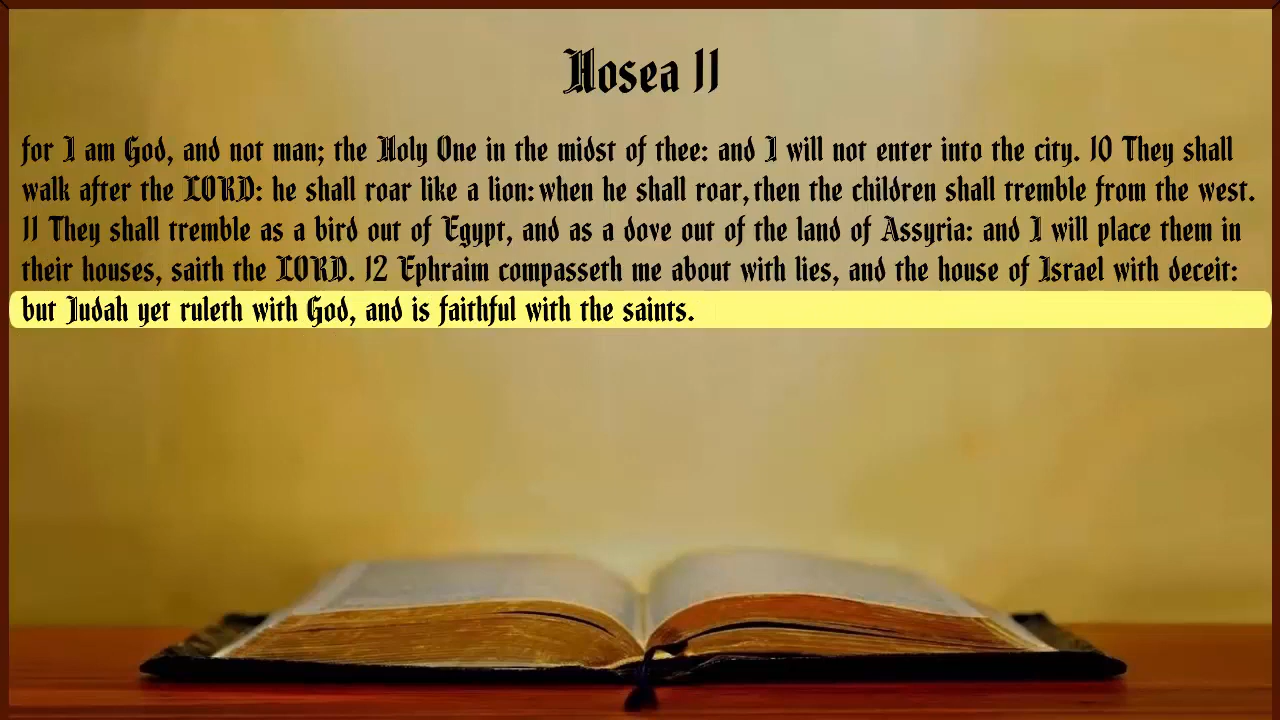 Hosea 11
for I am God, and not man; the Holy One in the midst of thee: and I will not enter into the city. 10 They shall
walk after the LORD: he shall roar like a lion: when he shall roar, then the children shall tremble from the west.
11 They shall tremble as a bird out of Egypt, and as a dove out of the land of Assyria: and I will place them in
their houses, saith the LORD. 12 Ephraim compasseth me about with lies, and the house of Israel with deceit:
but Judah yet ruleth with God, and is faithful with the saints.